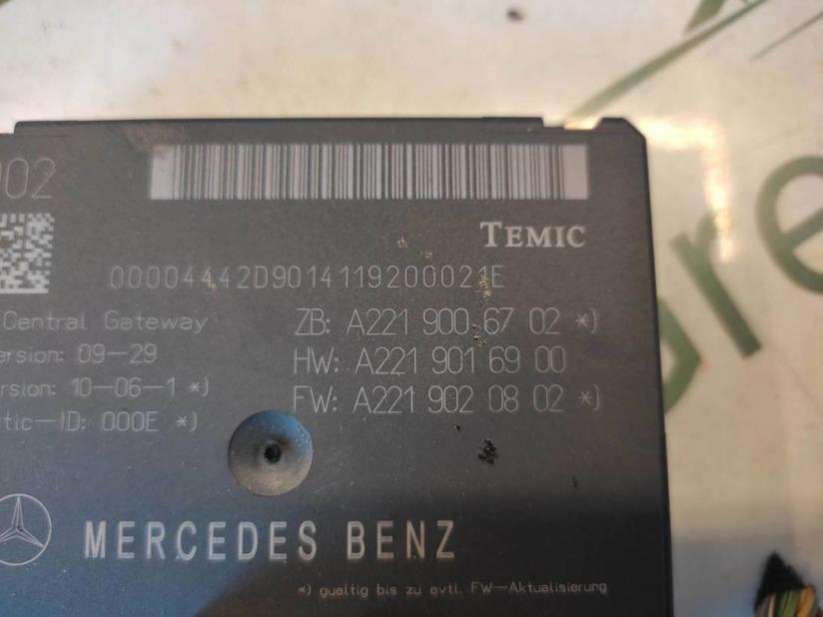 902
TEMIC
00004442D9014119200021E
Central Gateway ZB: A221 900 67 02 *)
ersion: 09-29 HW: A221 901 69 00
rsion: 10-06-1 *) FW: A221 902 08 02 *)
tic-ID: 000E *)
MERCEDES BENZ
*) gueltig bis zu evtl. FW-Aktualisierung